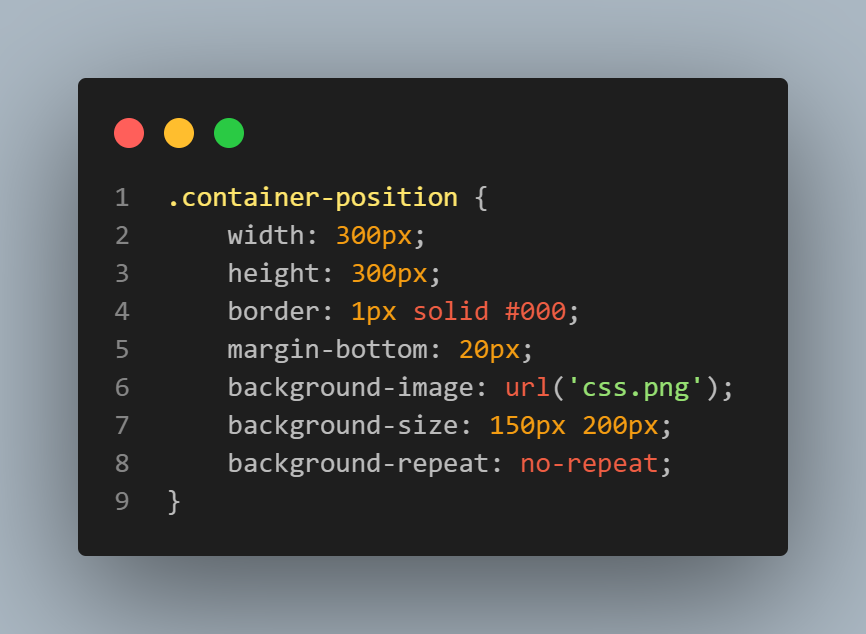 1 .container-position {
2     width: 300px;
3     height: 300px;
4     border: 1px solid #000;
5     margin-bottom: 20px;
6     background-image: url('css.png');
7     background-size: 150px 200px;
8     background-repeat: no-repeat;
9 }